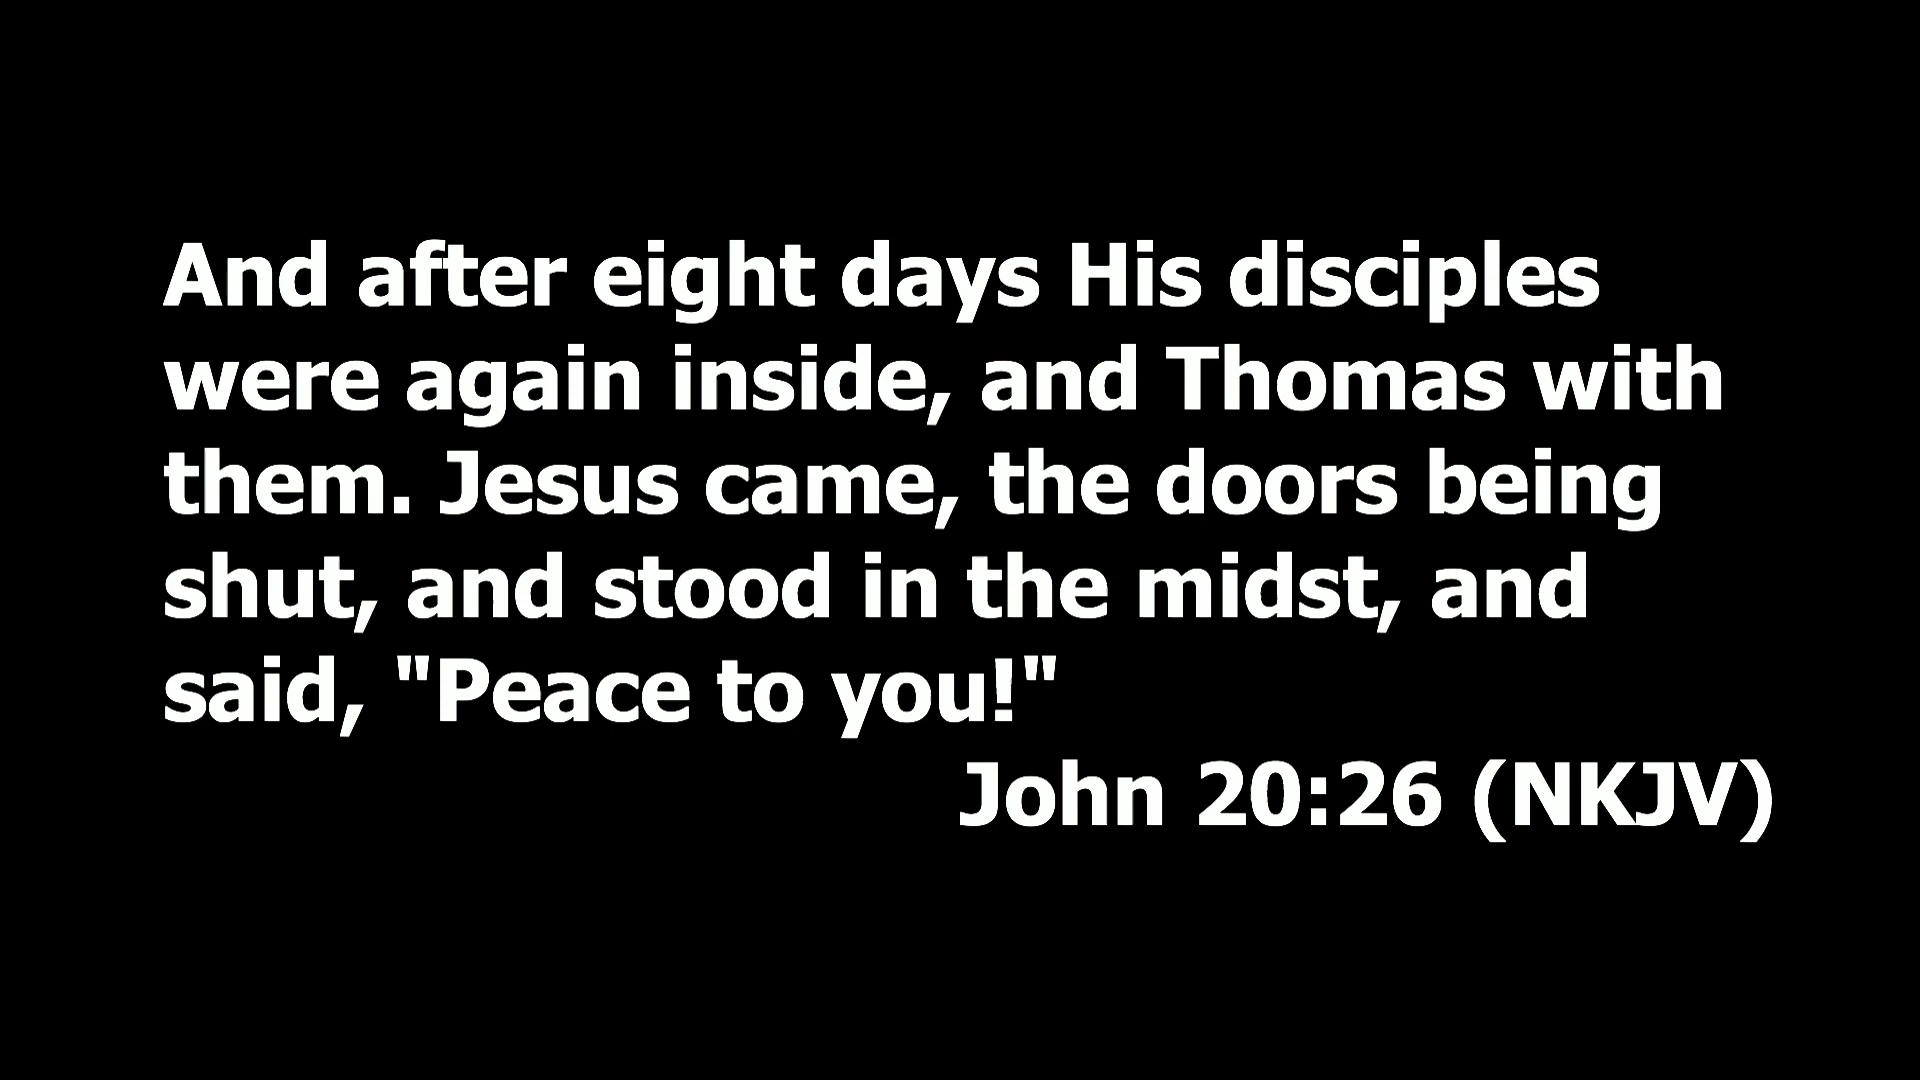 And after eight days His disciples
were again inside, and Thomas with
them. Jesus came, the doors being
shut, and stood in the midst, and
said, "Peace to you!"
John 20:26 (NKJV)